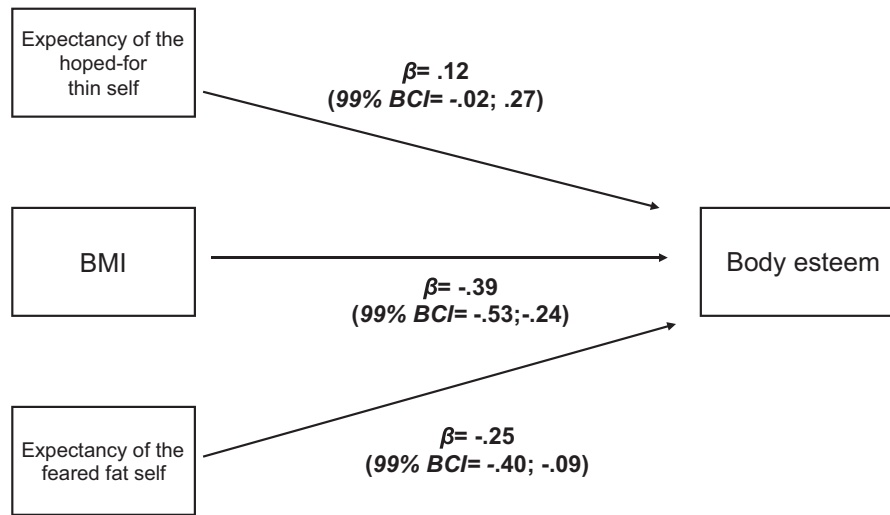 Expectancy of the
hoped-for
thin self
β= .12
(99% BCI= -.02; .27)
BMI
Body esteem
β= -.39
(99% BCI= -.53;-.24)
Expectancy of the
feared fat self
β= -.25
(99% BCI= -.40; -.09)